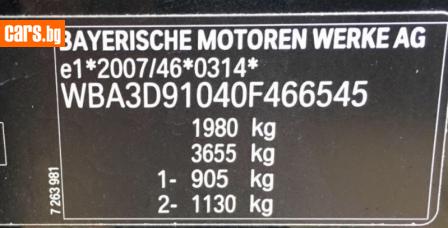 cars.bg
BAYERISCHE MOTOREN WERKE AG
e1*2007/46*0314*
WBA3D91040F466545
1980 kg
3655 kg
1- 905 kg
2- 1130 kg
7 263 981